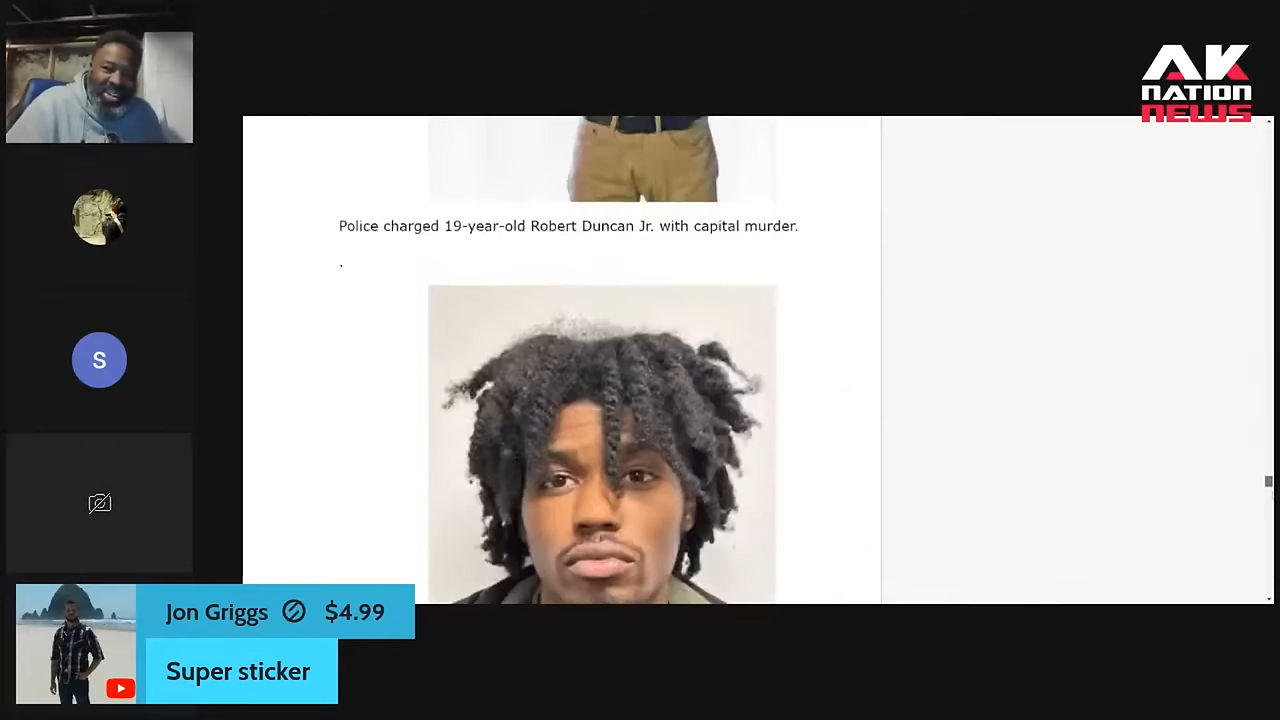 AK
NATION
NEWS
Police charged 19-year-old Robert Duncan Jr. with capital murder.
.
S
Jon Griggs $4.99
Super sticker